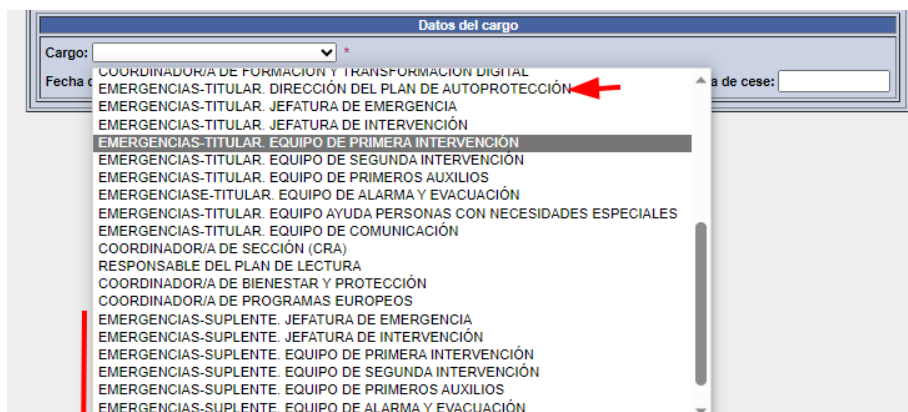 Datos del cargo
Cargo: *
COORDINADOR/A DE FORMACIÓN Y TRANSFORMACIÓN DIGITAL
Fecha d
EMERGENCIAS-TITULAR. DIRECCIÓN DEL PLAN DE AUTOPROTECCIÓN
a de cese:
EMERGENCIAS-TITULAR. JEFATURA DE EMERGENCIA
EMERGENCIAS-TITULAR. JEFATURA DE INTERVENCIÓN
EMERGENCIAS-TITULAR. EQUIPO DE PRIMERA INTERVENCIÓN
EMERGENCIAS-TITULAR. EQUIPO DE SEGUNDA INTERVENCIÓN
EMERGENCIAS-TITULAR. EQUIPO DE PRIMEROS AUXILIOS
EMERGENCIASE-TITULAR. EQUIPO DE ALARMA Y EVACUACIÓN
EMERGENCIAS-TITULAR. EQUIPO AYUDA PERSONAS CON NECESIDADES ESPECIALES
EMERGENCIAS-TITULAR. EQUIPO DE COMUNICACIÓN
COORDINADOR/A DE SECCIÓN (CRA)
RESPONSABLE DEL PLAN DE LECTURA
COORDINADOR/A DE BIENESTAR Y PROTECCIÓN
COORDINADOR/A DE PROGRAMAS EUROPEOS
EMERGENCIAS-SUPLENTE. JEFATURA DE EMERGENCIA
EMERGENCIAS-SUPLENTE. JEFATURA DE INTERVENCIÓN
EMERGENCIAS-SUPLENTE. EQUIPO DE PRIMERA INTERVENCIÓN
EMERGENCIAS-SUPLENTE. EQUIPO DE SEGUNDA INTERVENCIÓN
EMERGENCIAS-SUPLENTE. EQUIPO DE PRIMEROS AUXILIOS
EMERGENCIAS-SUPLENTE. EQUIPO DE ALARMA Y EVACUACIÓN